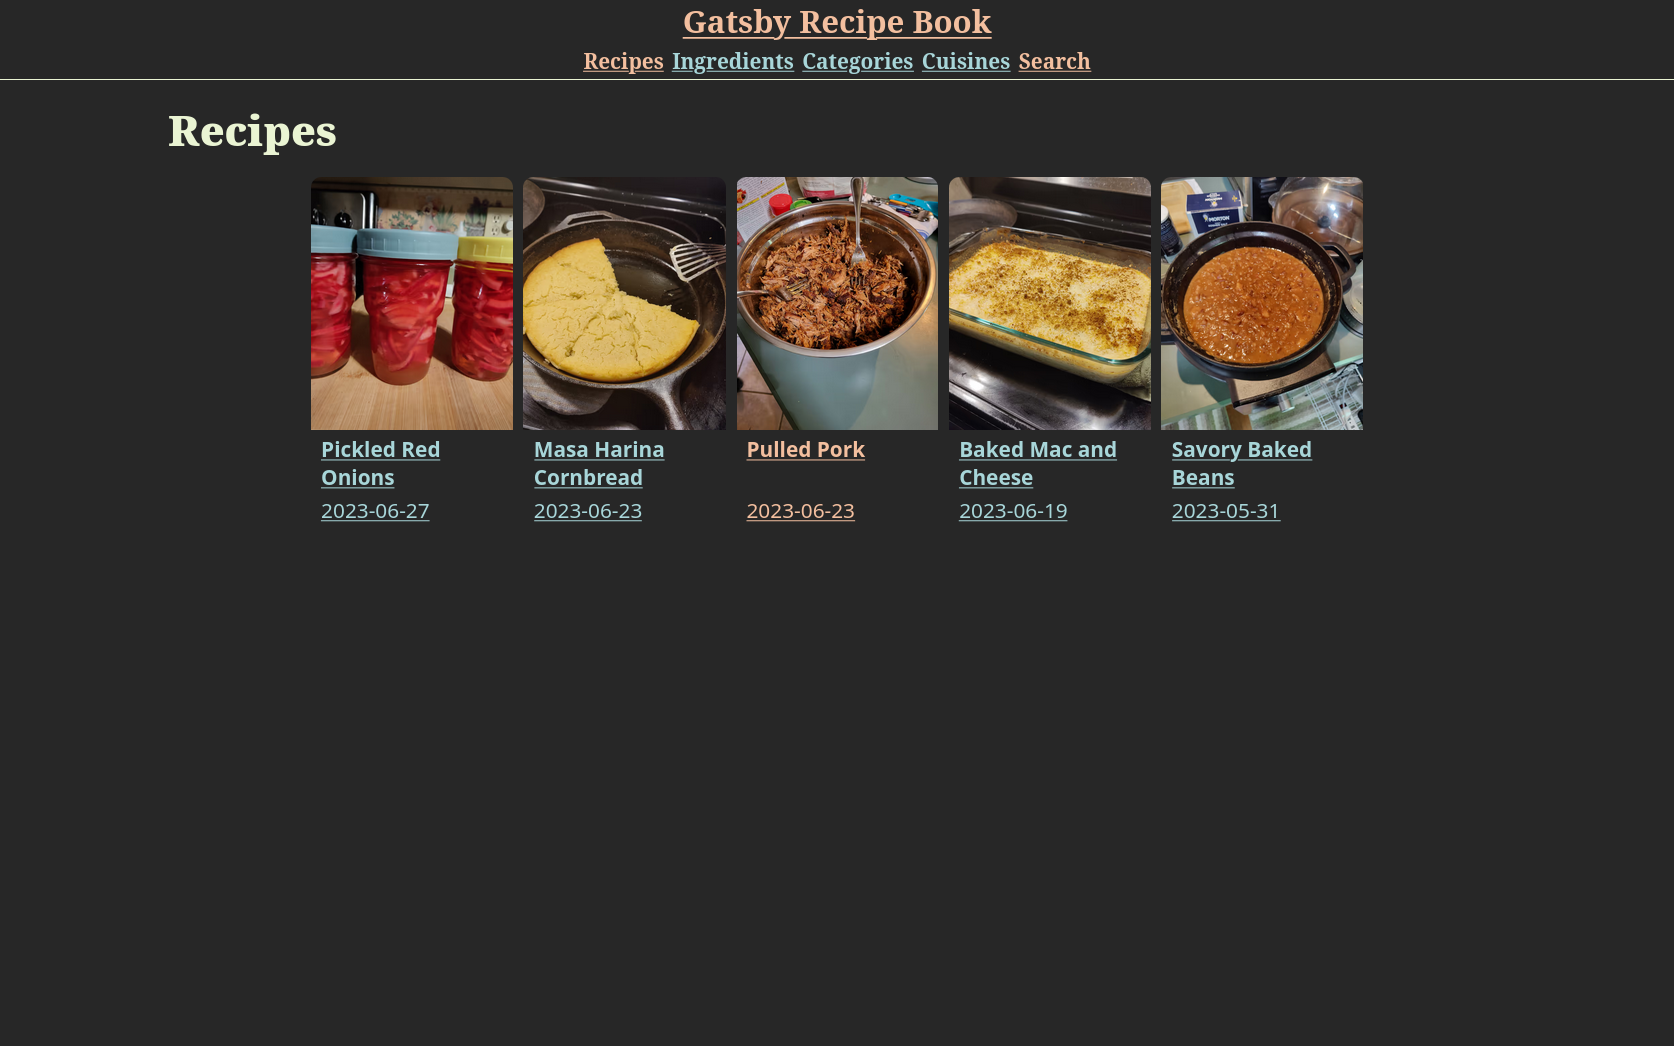 Gatsby Recipe Book
Recipes Ingredients Categories Cuisines Search
Recipes
MORTON
Pickled Red
Onions
2023-06-27
Masa Harina
Cornbread
2023-06-23
Pulled Pork
2023-06-23
Baked Mac and
Cheese
2023-06-19
Savory Baked
Beans
2023-05-31